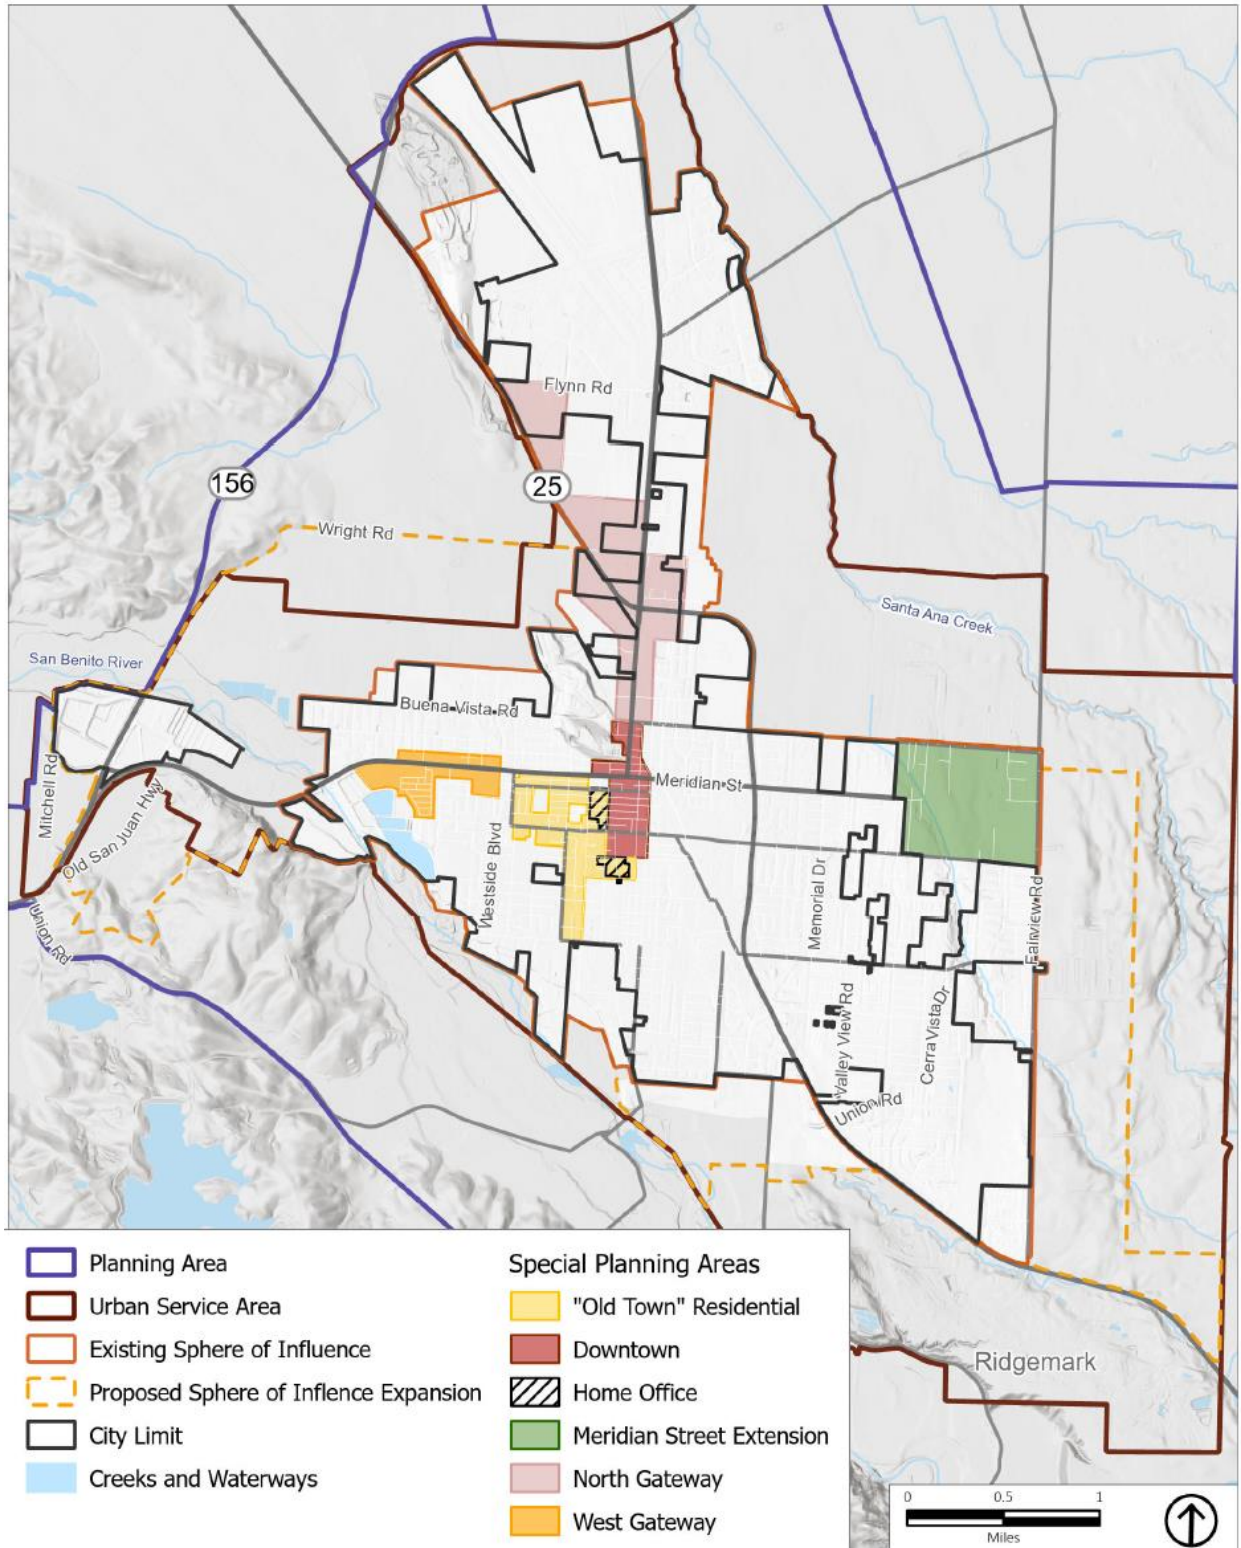 Flynn Rd
156
25
Wright Rd
Santa Ana Creek
San Benito River
Buena Vista Rd
Meridian St
Mitchell Rd
Old San Juan Hwy
Westside Blvd
Memorial Dr
Fairview Rd
Union Rd
Valley View Rd
Cerra Vista Dr
Union Rd
Ridgemark
Planning Area
Urban Service Area
Existing Sphere of Influence
Proposed Sphere of Inflence Expansion
City Limit
Creeks and Waterways
Special Planning Areas
"Old Town" Residential
Downtown
Home Office
Meridian Street Extension
North Gateway
West Gateway
0 0.5 1
Miles